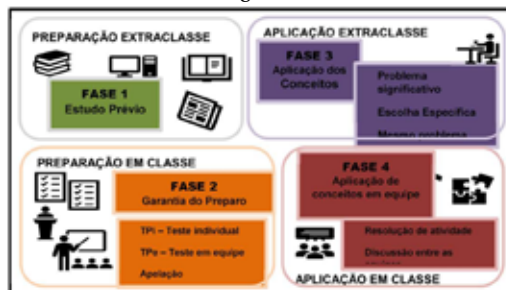 PREPARAÇÃO EXTRACLASSE
FASE 1
Estudo Prévio
APLICAÇÃO EXTRACLASSE
FASE 3
Aplicação dos
Conceitos
Problema
significativo
Escolha Específica
Mesmo problema
PREPARAÇÃO EM CLASSE
FASE 2
Garantia do Preparo
TPi – Teste individual
TPe – Teste em equipe
Apelação
FASE 4
Aplicação de
conceitos em equipe
Resolução de atividade
Discussão entre as
APLICAÇÃO EM CLASSE